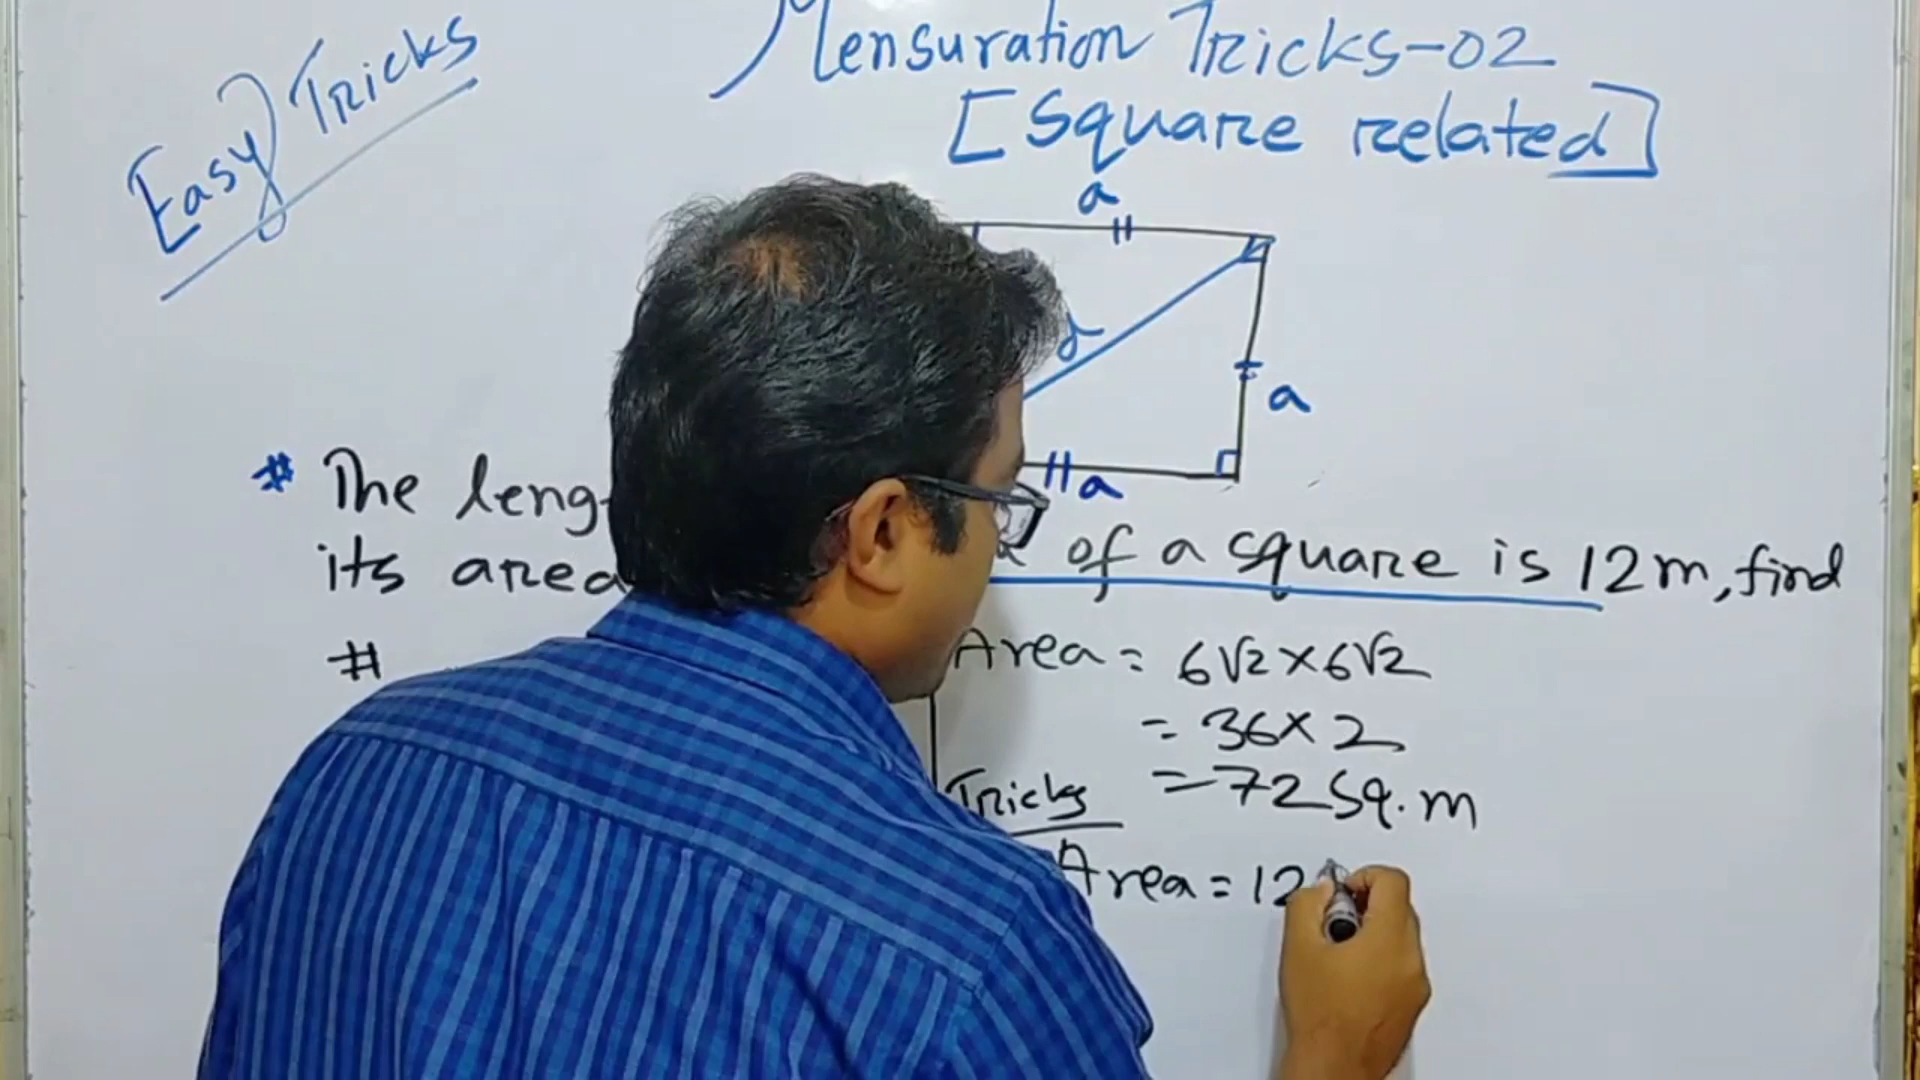 Easy Tricks
Mensuration Tricks-02
[Square related]
a
d
a
a
# The leng
of a square is 12m, find
its area
#
Area = 6√2×6√2
= 36×2
= 72 Sq.m
Tricks
Area = 12